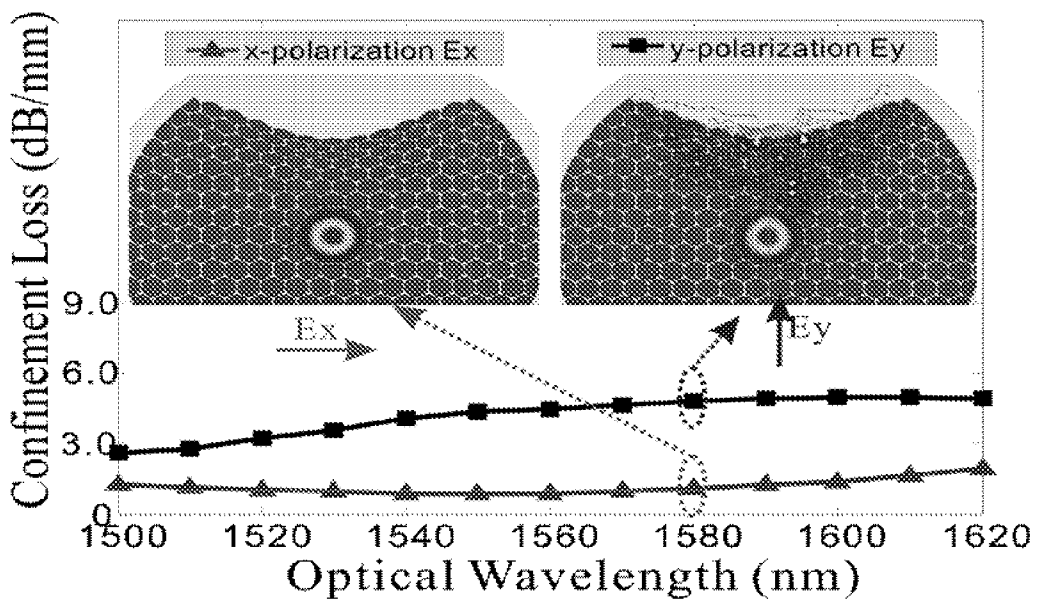 x-polarization Ex
y-polarization Ey
Confinement Loss (dB/mm)
9.0
6.0
3.0
0
Ex
Ey
1500 1520 1540 1560 1580 1600 1620
Optical Wavelength (nm)